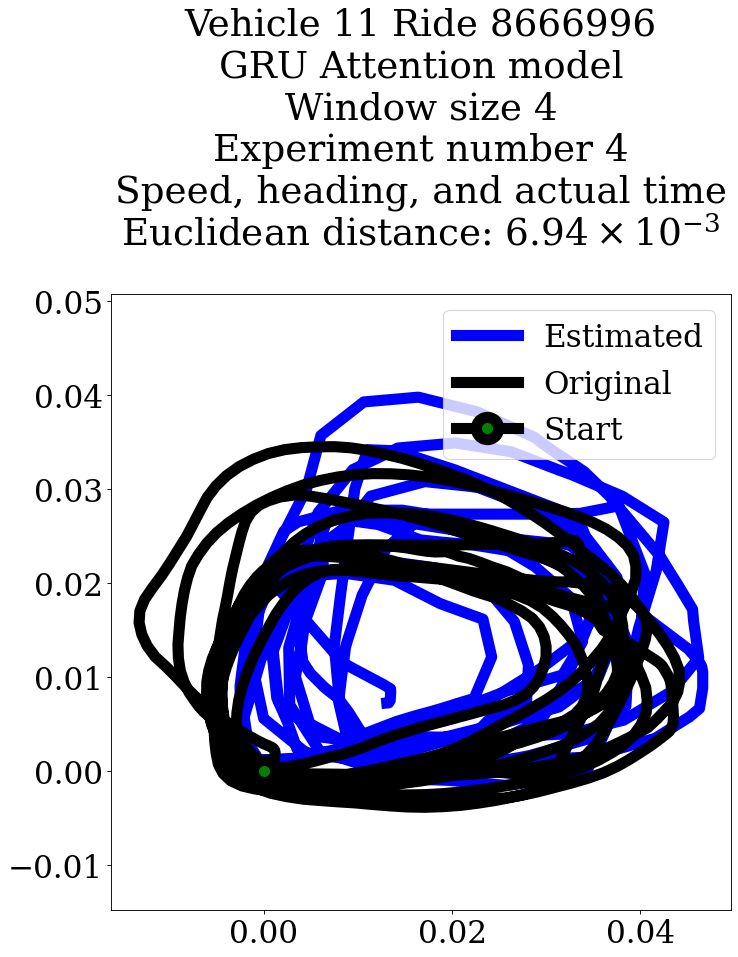 Vehicle 11 Ride 8666996
GRU Attention model
Window size 4
Experiment number 4
Speed, heading, and actual time
Euclidean distance: 6.94 × 10⁻³
0.05
0.04
0.03
0.02
0.01
0.00
−0.01
Estimated
Original
Start
0.00 0.02 0.04